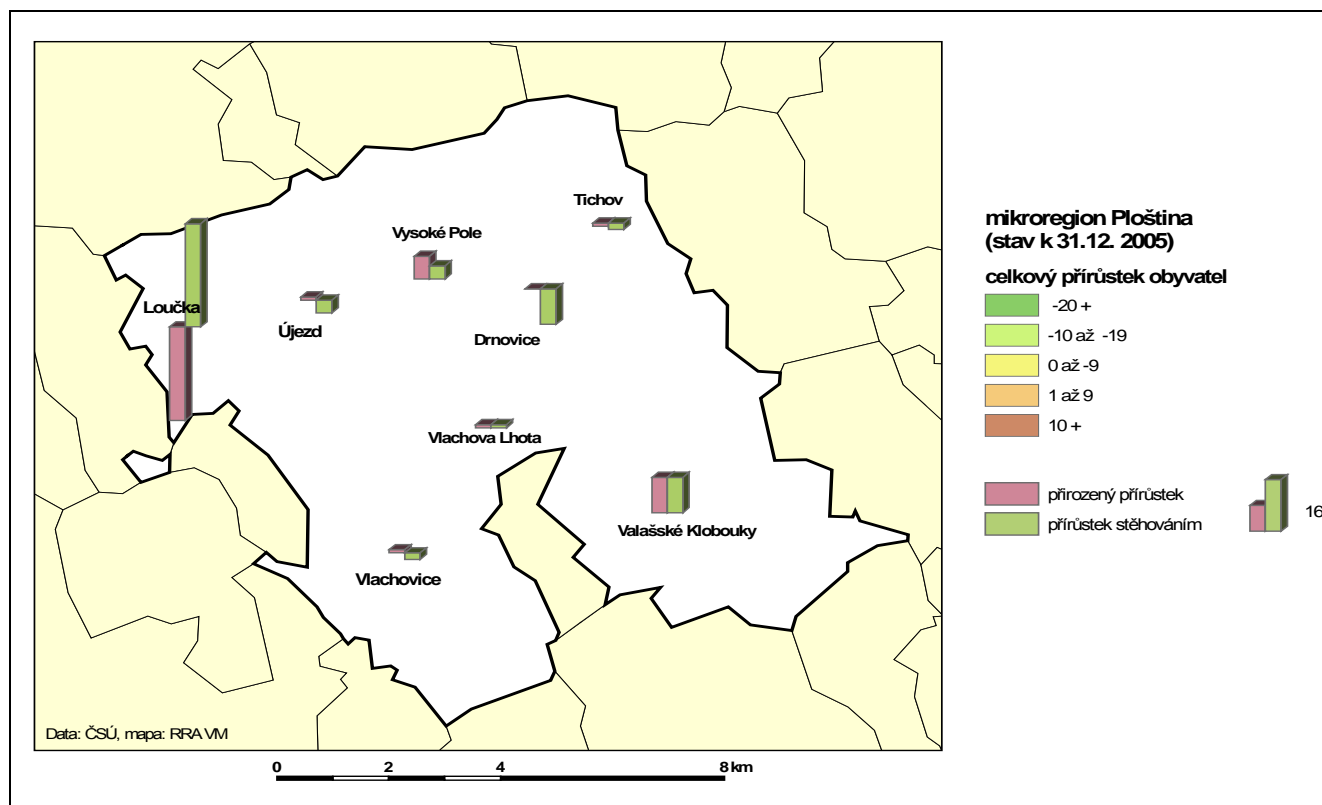 Tichov
Vysoké Pole
Loučka
Újezd
Drnovice
Vlachova Lhota
Valašské Klobouky
Vlachovice
Data: ČSÚ, mapa: RRA VM
0 2 4 8 km
mikroregion Ploština
(stav k 31.12. 2005)
celkový přírůstek obyvatel
-20 +
-10 až -19
0 až -9
1 až 9
10 +
přirozený přírůstek
přírůstek stěhováním
16